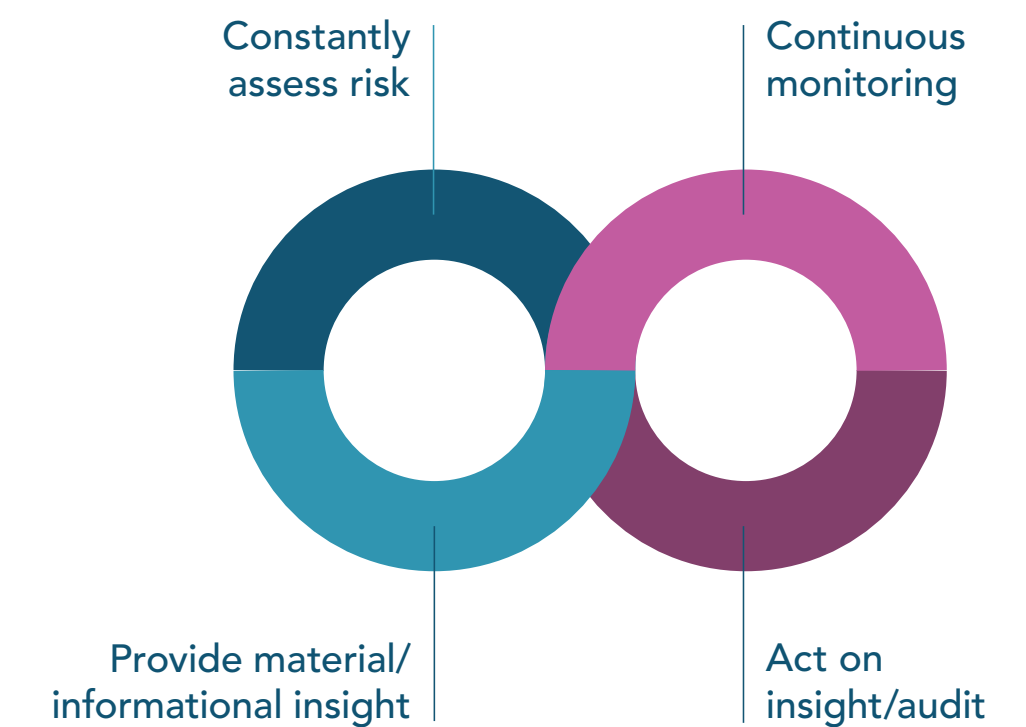 Constantly
assess risk
Continuous
monitoring
Provide material/
informational insight
Act on
insight/audit